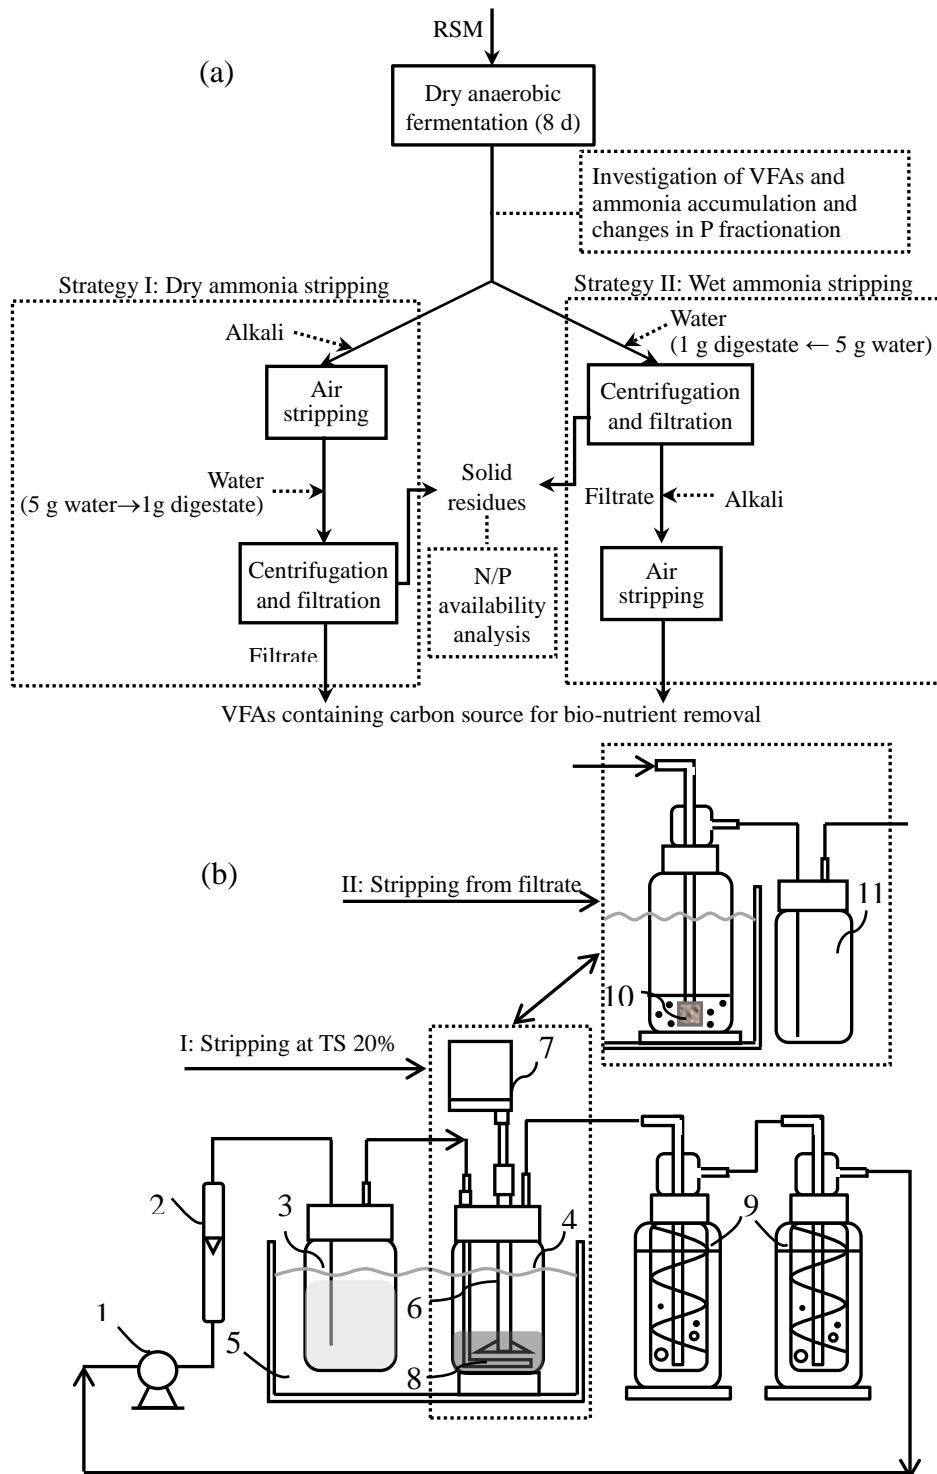 RSM
(a)
Dry anaerobic
fermentation (8 d)
Investigation of VFAs and
ammonia accumulation and
changes in P fractionation
Strategy I: Dry ammonia stripping
Strategy II: Wet ammonia stripping
Alkali
Water
(1 g digestate ← 5 g water)
Air
stripping
Centrifugation
and filtration
Water
(5 g water→1g digestate)
Solid
residues
Filtrate
Alkali
Centrifugation
and filtration
N/P
availability
analysis
Air
stripping
Filtrate
VFAs containing carbon source for bio-nutrient removal
(b)
II: Stripping from filtrate
11
10
I: Stripping at TS 20%
7
2
3
4
9
6
1
5
8